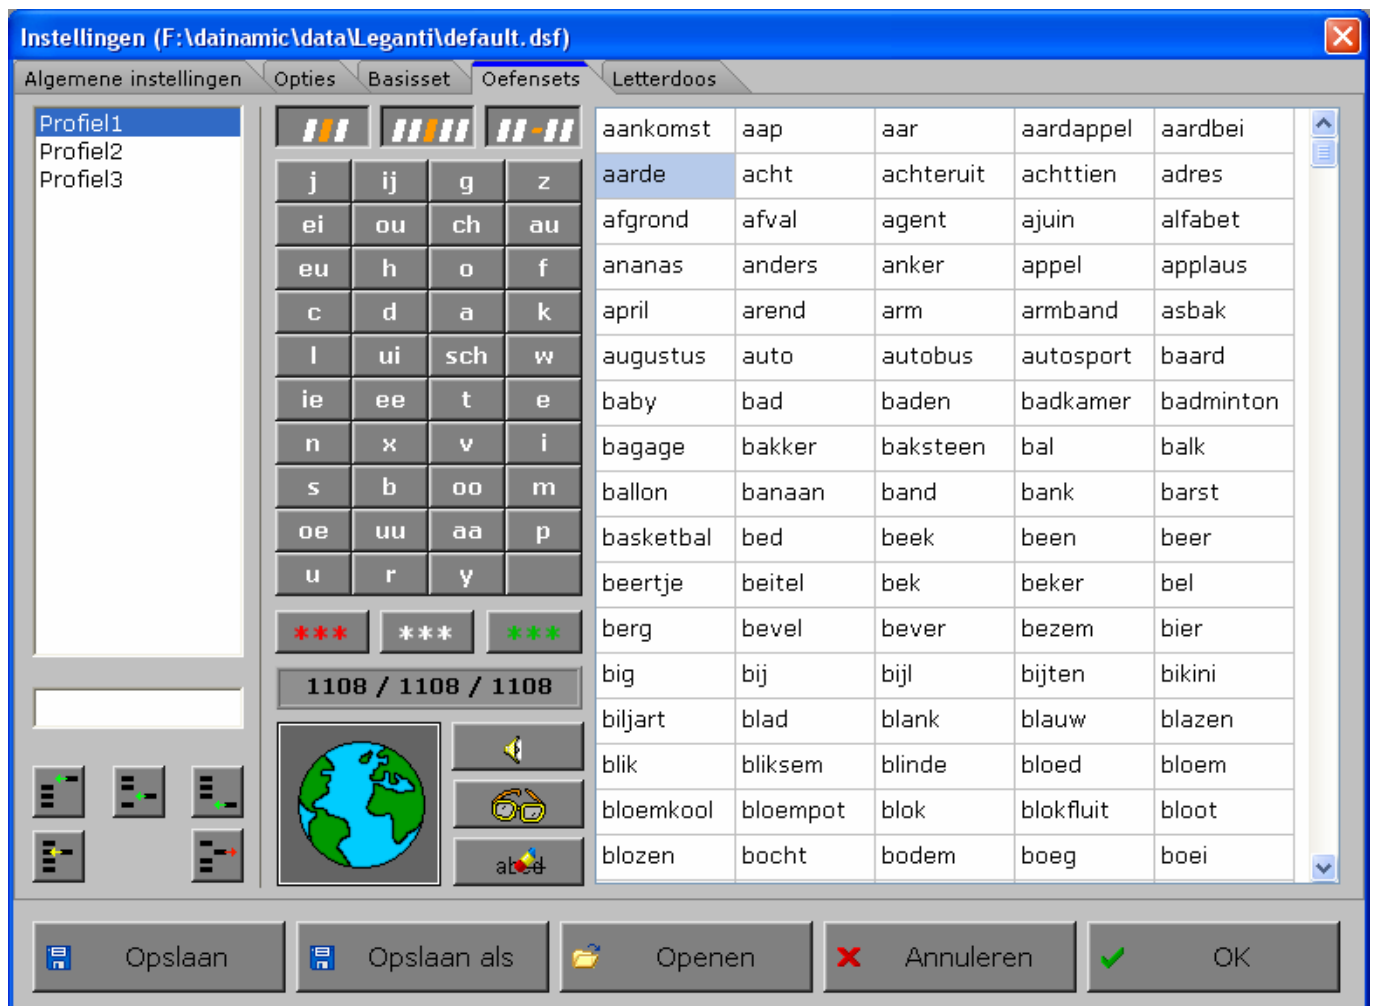 Instellingen (F:\dainamic\data\Leganti\default.dsf)
Algemene instellingen Opties Basisset Oefensets Letterdoos
Profiel1
Profiel2
Profiel3
j ij g z
ei ou ch au
eu h o f
c d a k
l ui sch w
ie ee t e
n x v i
s b oo m
oe uu aa p
u r y
*** *** ***
1108 / 1108 / 1108
abcd
aankomst aap aar aardappel aardbei
aarde acht achteruit achttien adres
afgrond afval agent ajuin alfabet
ananas anders anker appel applaus
april arend arm armband asbak
augustus auto autobus autosport baard
baby bad baden badkamer badminton
bagage bakker baksteen bal balk
ballon banaan band bank barst
basketbal bed beek been beer
beertje beitel bek beker bel
berg bevel bever bezem bier
big bij bijl bijten bikini
biljart blad blank blauw blazen
blik bliksem blinde bloed bloem
bloemkool bloempot blok blokfluit bloot
blozen bocht bodem boeg boei
Opslaan Opslaan als Openen Annuleren OK